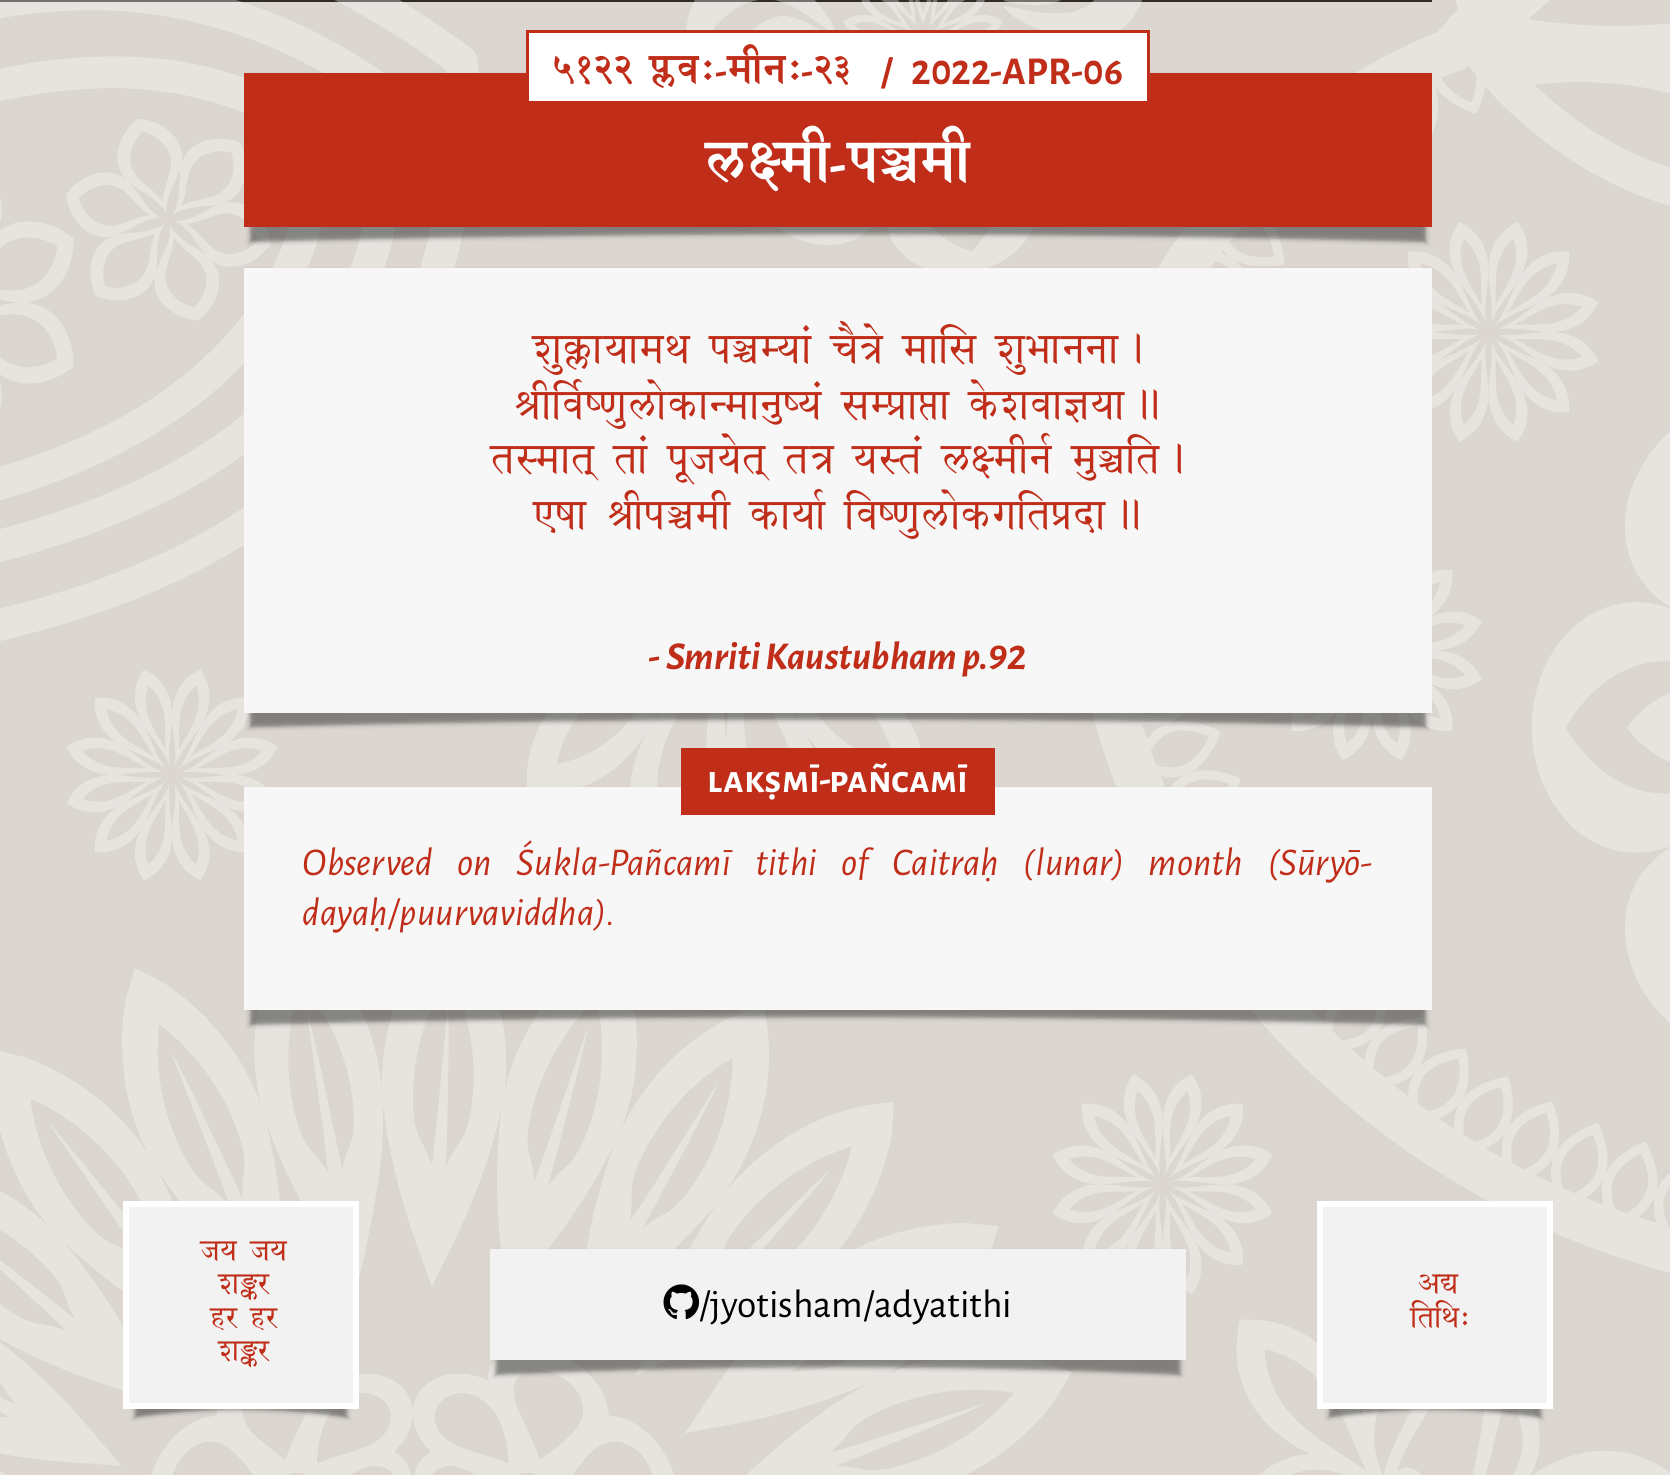 ५१२२ प्लवः-मीनः-२३ / 2022-APR-06
लक्ष्मी-पञ्चमी
शुक्लायामथ पञ्चम्यां चैत्रे मासि शुभानना।
श्रीर्विष्णुलोकान्मानुष्यं सम्प्राप्ता केशवाज्ञया॥
तस्मात् तां पूजयेत् तत्र यस्तं लक्ष्मीर्न मुञ्चति।
एषा श्रीपञ्चमी कार्या विष्णुलोकगतिप्रदा॥
- Smriti Kaustubham p.92
LAKṢMĪ-PAÑCAMĪ
Observed on Śukla-Pañcamī tithi of Caitraḥ (lunar) month (Sūryō-
dayaḥ/puurvaviddha).
जय जय
शङ्कर
हर हर
शङ्कर
/jyotisham/adyatithi
अद्य
तिथिः